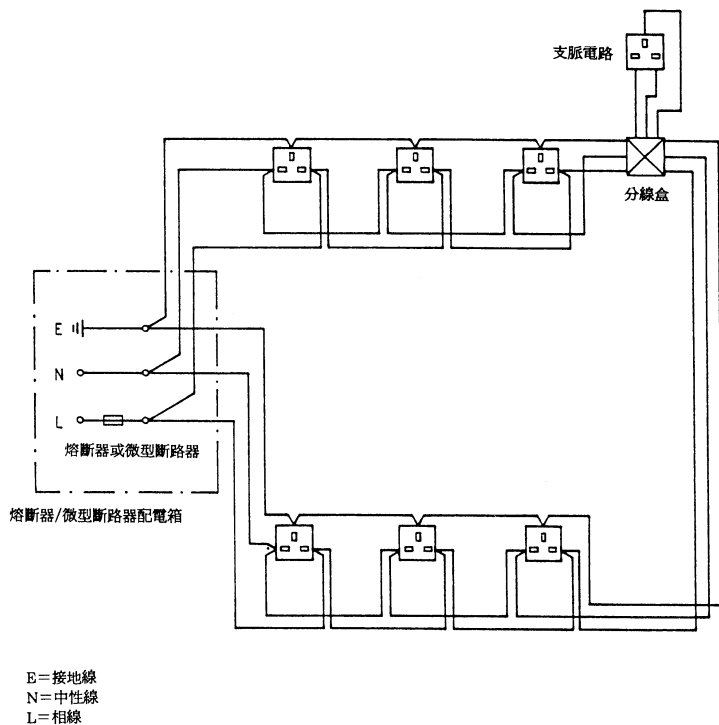 支脈電路
分線盒
E
N
L
熔斷器或微型斷路器
熔斷器/微型斷路器配電箱
E=接地線
N=中性線
L=相線